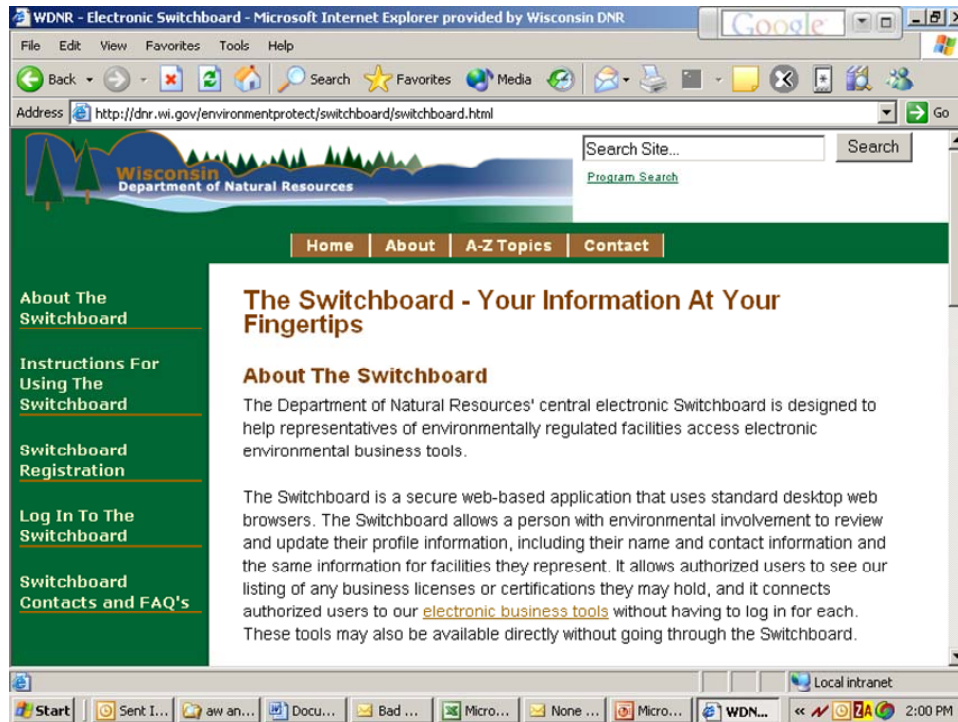 WDNR - Electronic Switchboard - Microsoft Internet Explorer provided by Wisconsin DNR
Google
File Edit View Favorites Tools Help
Back Search Favorites Media
Address http://dnr.wi.gov/environmentprotect/switchboard/switchboard.html Go
Wisconsin
Department of Natural Resources
Search Site... Search
Program Search
Home About A-Z Topics Contact
About The
Switchboard
Instructions For
Using The
Switchboard
Switchboard
Registration
Log In To The
Switchboard
Switchboard
Contacts and FAQ's
The Switchboard - Your Information At Your
Fingertips
About The Switchboard
The Department of Natural Resources' central electronic Switchboard is designed to
help representatives of environmentally regulated facilities access electronic
environmental business tools.
The Switchboard is a secure web-based application that uses standard desktop web
browsers. The Switchboard allows a person with environmental involvement to review
and update their profile information, including their name and contact information and
the same information for facilities they represent. It allows authorized users to see our
listing of any business licenses or certifications they may hold, and it connects
authorized users to our electronic business tools without having to log in for each.
These tools may also be available directly without going through the Switchboard.
Local intranet
Start Sent I... aw an... Docu... Bad ... Micro... None ... Micro... WDN... « ZA 2:00 PM